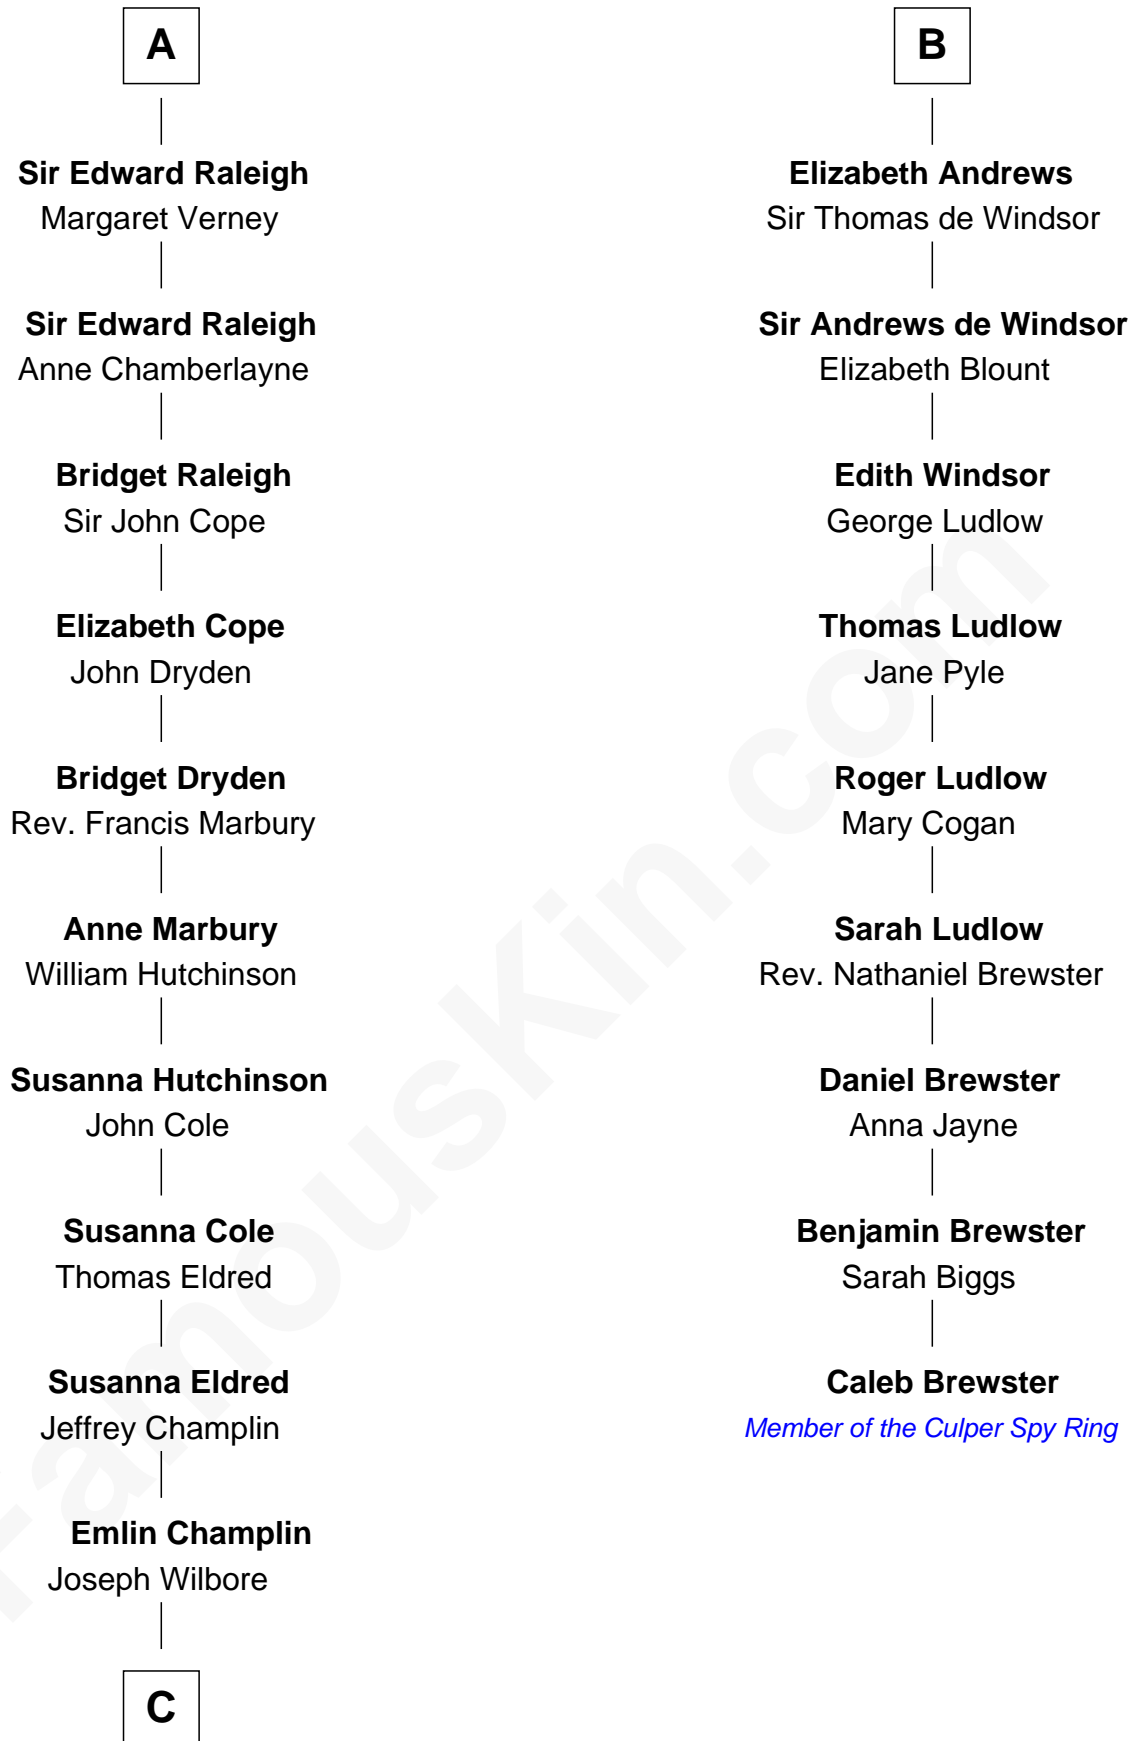 A
Sir Edward Raleigh
Margaret Verney
Sir Edward Raleigh
Anne Chamberlayne
Bridget Raleigh
Sir John Cope
Elizabeth Cope
John Dryden
Bridget Dryden
Rev. Francis Marbury
Anne Marbury
William Hutchinson
Susanna Hutchinson
John Cole
Susanna Cole
Thomas Eldred
Susanna Eldred
Jeffrey Champlin
Emlin Champlin
Joseph Wilbore
C
B
Elizabeth Andrews
Sir Thomas de Windsor
Sir Andrews de Windsor
Elizabeth Blount
Edith Windsor
George Ludlow
Thomas Ludlow
Jane Pyle
Roger Ludlow
Mary Cogan
Sarah Ludlow
Rev. Nathaniel Brewster
Daniel Brewster
Anna Jayne
Benjamin Brewster
Sarah Biggs
Caleb Brewster
Member of the Culper Spy Ring
FamousKin.com